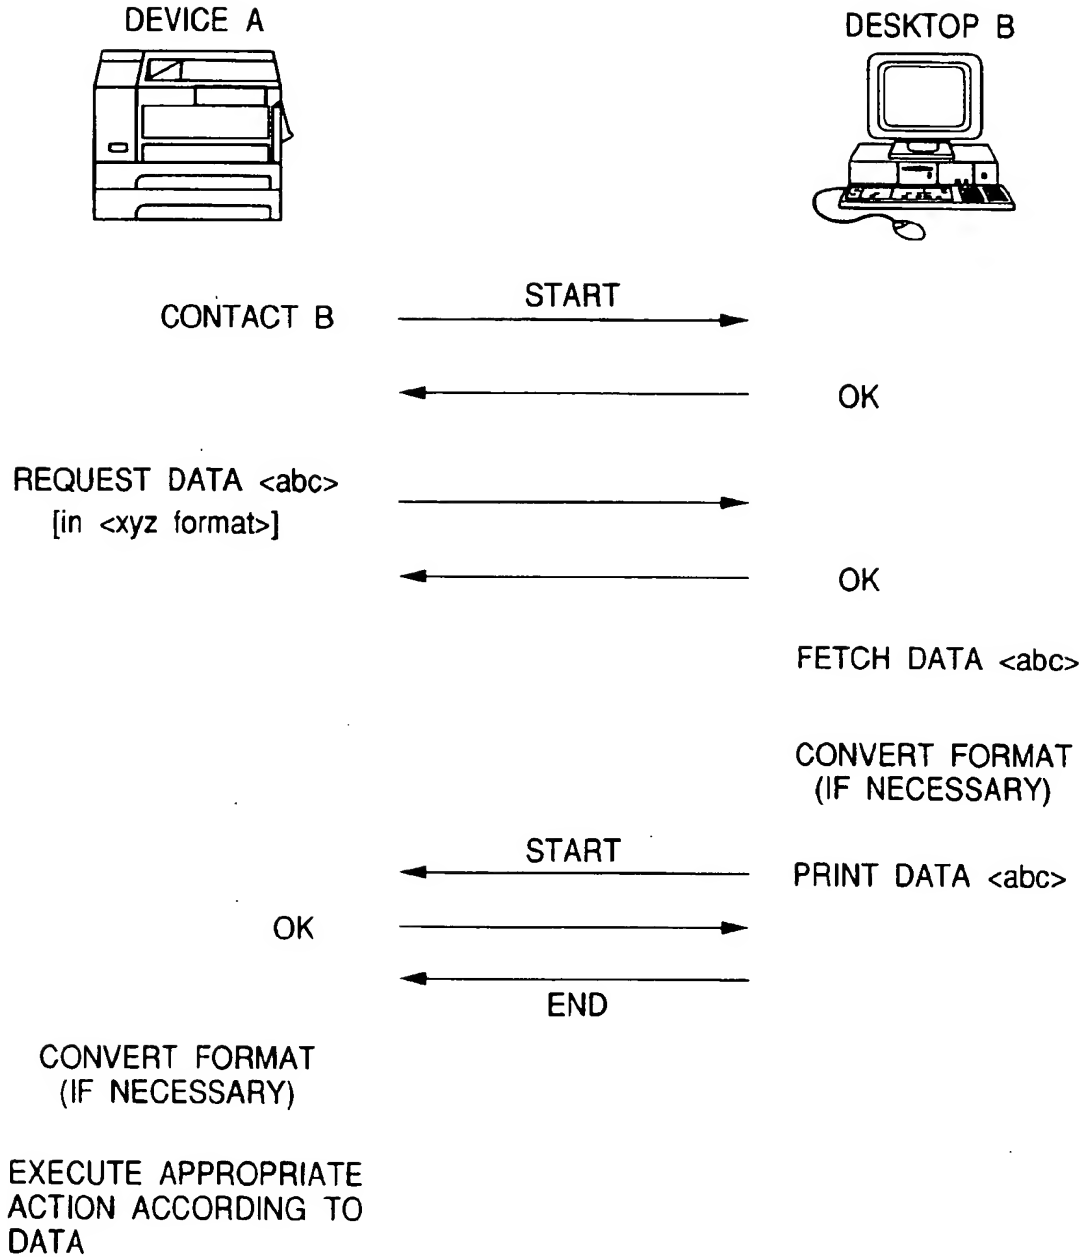 DEVICE A
DESKTOP B
START
CONTACT B
OK
REQUEST DATA <abc>
[in <xyz format>]
OK
FETCH DATA <abc>
CONVERT FORMAT
(IF NECESSARY)
START
PRINT DATA <abc>
OK
END
CONVERT FORMAT
(IF NECESSARY)
EXECUTE APPROPRIATE
ACTION ACCORDING TO
DATA